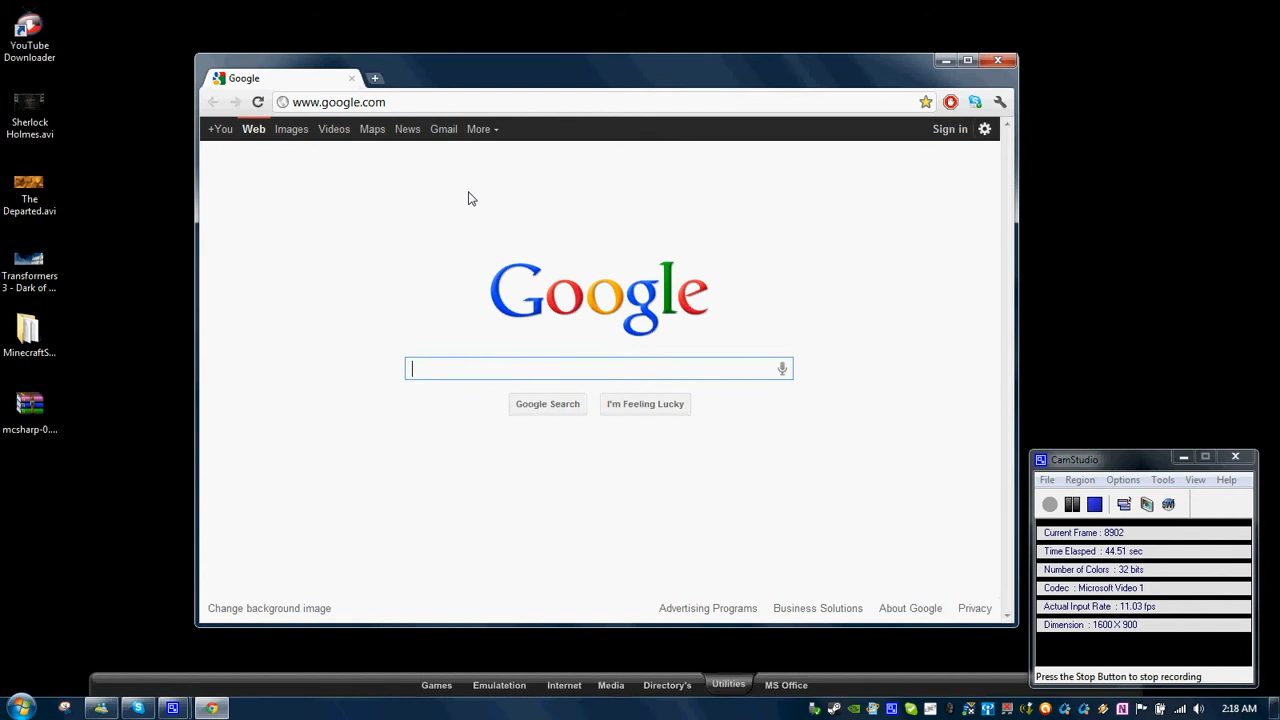 YouTube
Downloader
Sherlock
Holmes.avi
The
Departed.avi
Transformers
3 - Dark of ...
MinecraftS...
mcsharp-0....
Google
www.google.com
+You Web Images Videos Maps News Gmail More
Sign in
Google
Google Search I'm Feeling Lucky
Change background image Advertising Programs Business Solutions About Google Privacy
CamStudio
File Region Options Tools View Help
Current Frame : 8902
Time Elasped : 44.51 sec
Number of Colors : 32 bits
Codec : Microsoft Video 1
Actual Input Rate : 11.03 fps
Dimension : 1600 X 900
Press the Stop Button to stop recording
Games Emulatetion Internet Media Directory's Utilities MS Office
2:18 AM